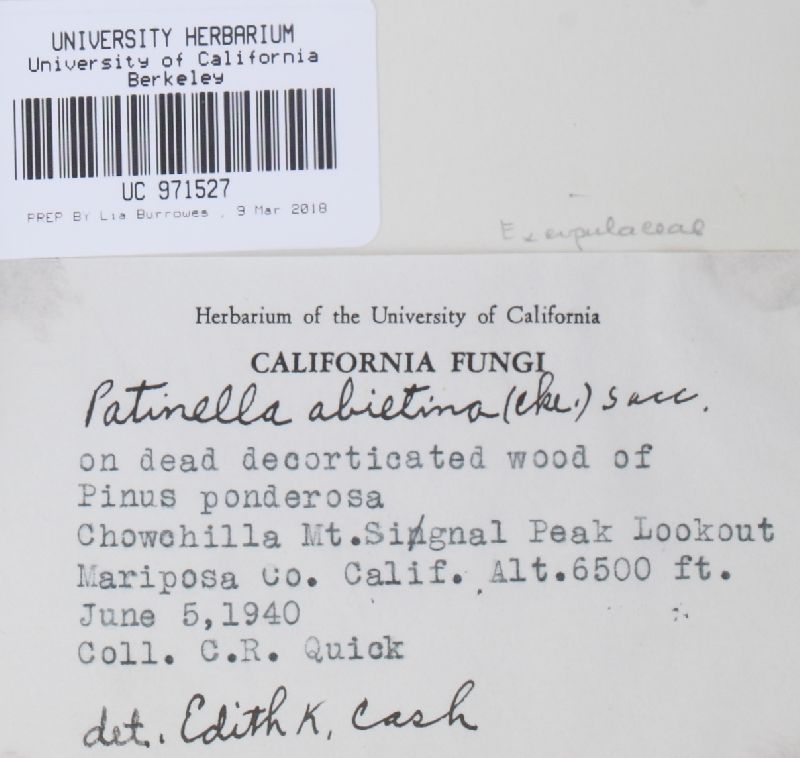 UNIVERSITY HERBARIUM
University of California
Berkeley
UC 971527
PREP BY Lia Burrowes , 9 Mar 2018
Excipulaceae
Herbarium of the University of California
CALIFORNIA FUNGI
Patinella abietina (Cke.) Sacc.
on dead decorticated wood of
Pinus ponderosa
Chowchilla Mt.Signal Peak Lookout
Mariposa Co. Calif. Alt.6500 ft.
June 5,1940
Coll. C.R. Quick
det. Edith K. Cash